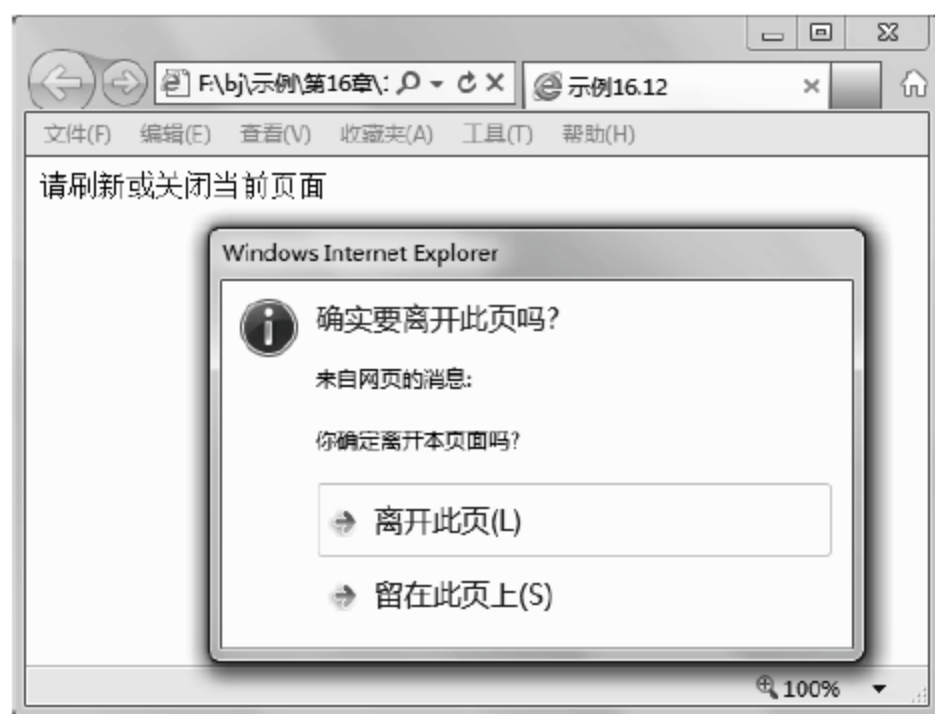 F:\bj\示例\第16章\:
示例16.12
文件(F) 编辑(E) 查看(V) 收藏夹(A) 工具(T) 帮助(H)
请刷新或关闭当前页面
Windows Internet Explorer
确实要离开此页吗?
来自网页的消息:
你确定离开本页面吗?
离开此页(L)
留在此页上(S)
100%